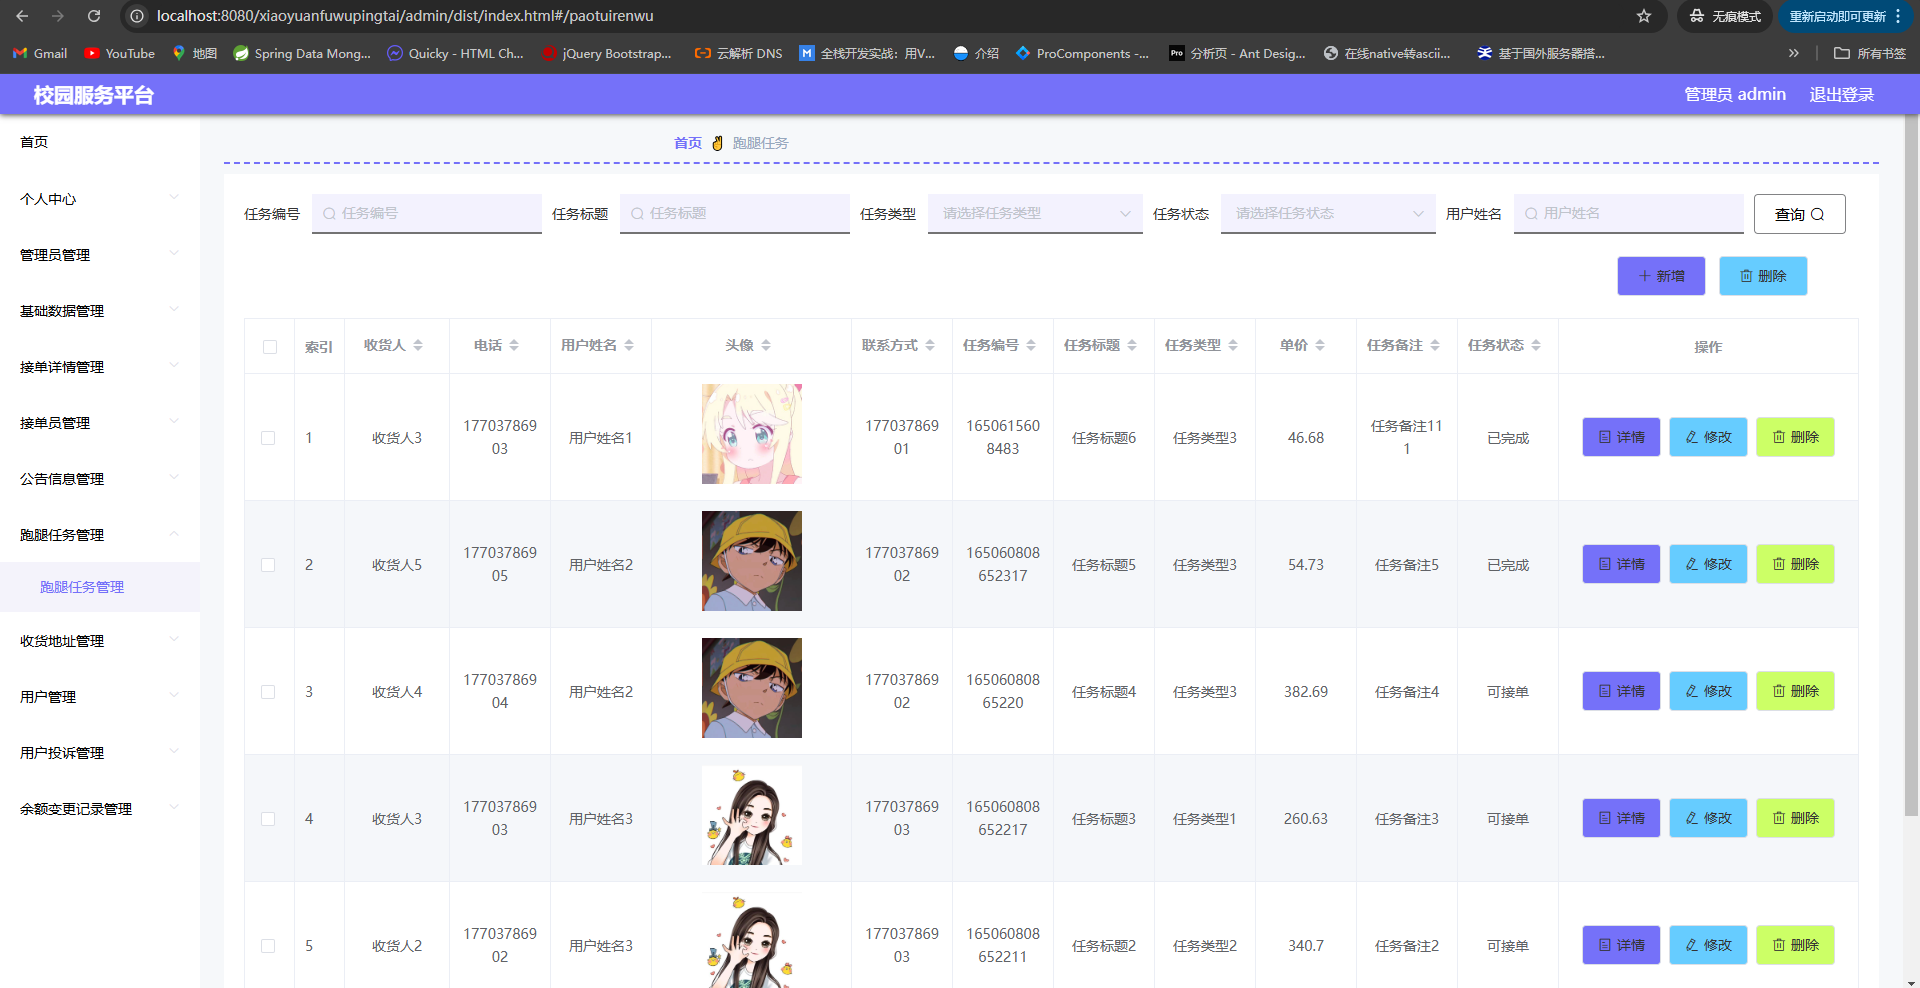 localhost:8080/xiaoyuanfuwupingtai/admin/dist/index.html#/paotuirenwu
无痕模式
重新启动即可更新
Gmail
YouTube
地图
Spring Data Mong...
Quicky - HTML Ch...
jQuery Bootstrap...
云解析 DNS
全栈开发实战：用V...
介绍
ProComponents -...
Pro
分析页 - Ant Desig...
在线native转ascii...
基于国外服务器搭...
所有书签
校园服务平台
管理员 admin
退出登录
首页
个人中心
管理员管理
基础数据管理
接单详情管理
接单员管理
公告信息管理
跑腿任务管理
跑腿任务管理
收货地址管理
用户管理
用户投诉管理
余额变更记录管理
首页 跑腿任务
任务编号 任务编号 任务标题 任务标题 任务类型 请选择任务类型 任务状态 请选择任务状态 用户姓名 用户姓名 查询
新增 删除
索引 收货人 电话 用户姓名 头像 联系方式 任务编号 任务标题 任务类型 单价 任务备注 任务状态 操作
1 收货人3 17703786903 用户姓名1 17703786901 1650615608483 任务标题6 任务类型3 46.68 任务备注111 已完成 详情 修改 删除
2 收货人5 17703786905 用户姓名2 17703786902 165060808652317 任务标题5 任务类型3 54.73 任务备注5 已完成 详情 修改 删除
3 收货人4 17703786904 用户姓名2 17703786902 16506080865220 任务标题4 任务类型3 382.69 任务备注4 可接单 详情 修改 删除
4 收货人3 17703786903 用户姓名3 17703786903 165060808652217 任务标题3 任务类型1 260.63 任务备注3 可接单 详情 修改 删除
5 收货人2 17703786902 用户姓名3 17703786903 165060808652211 任务标题2 任务类型2 340.7 任务备注2 可接单 详情 修改 删除